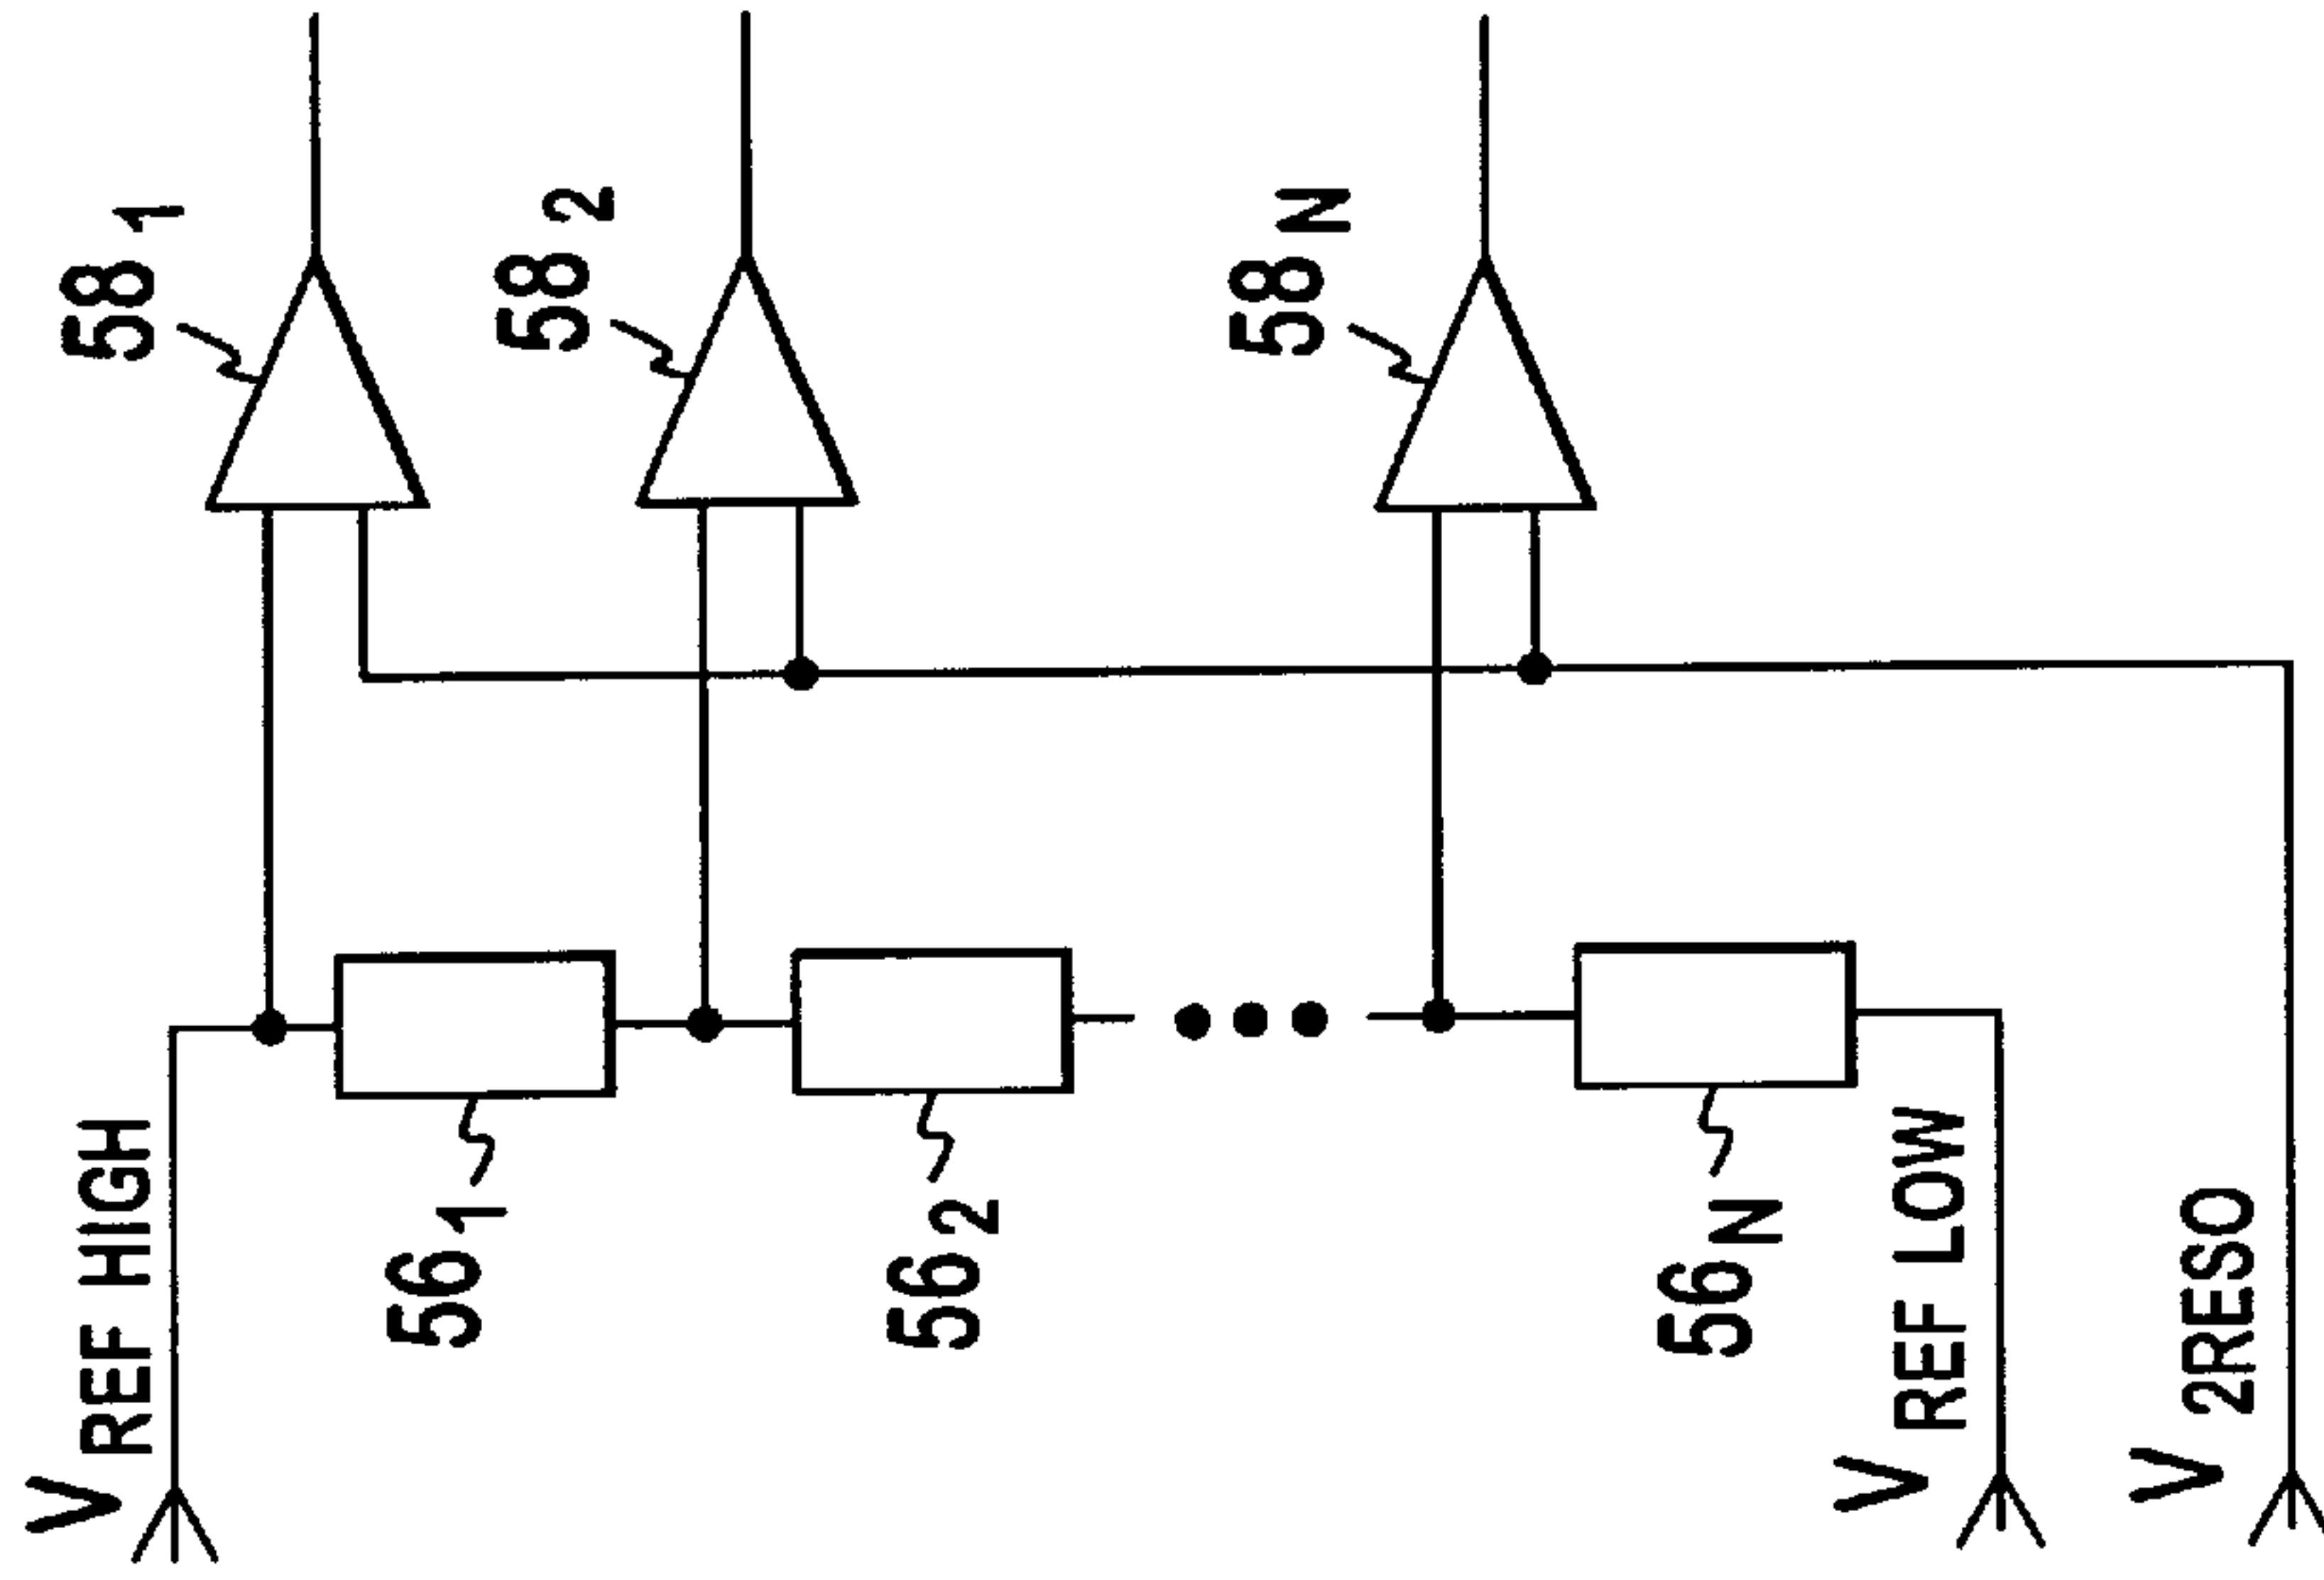 58 1
58 2
58 N
V REF HIGH
56 1
56 2
56 N
V REF LOW
V 2RESO